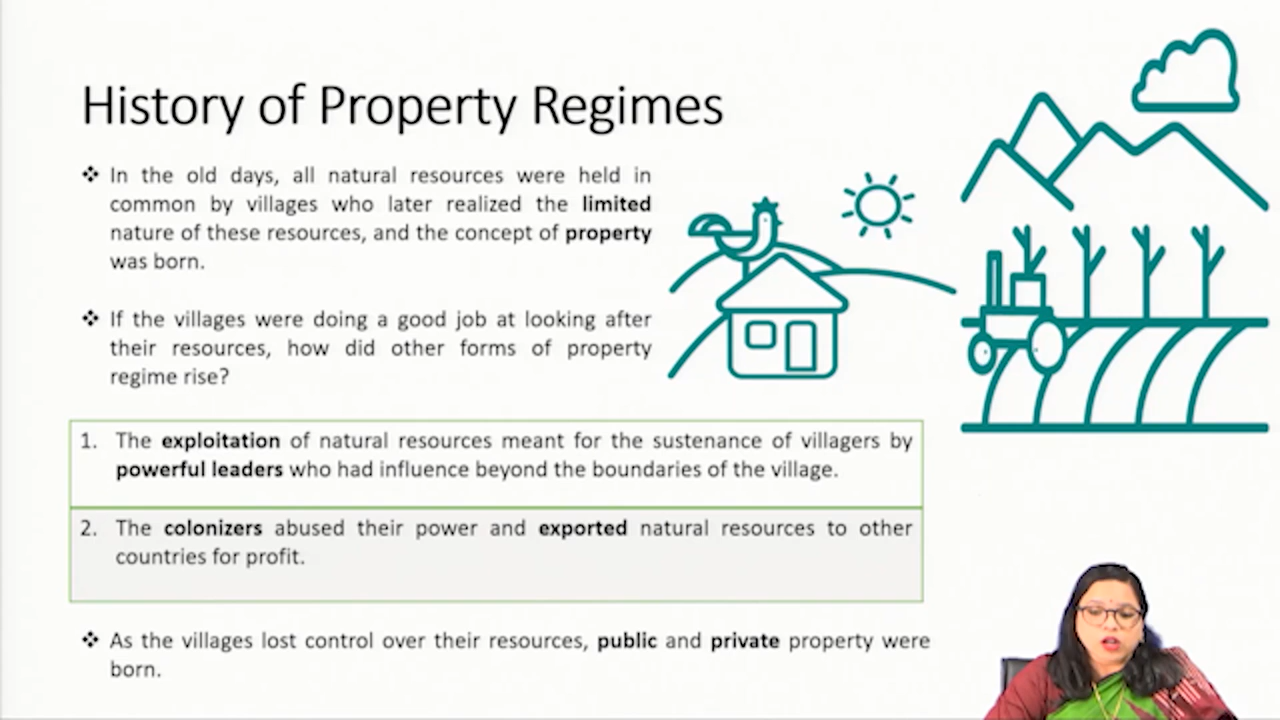 History of Property Regimes
❖ In the old days, all natural resources were held in
common by villages who later realized the limited
nature of these resources, and the concept of property
was born.
❖ If the villages were doing a good job at looking after
their resources, how did other forms of property
regime rise?
1. The exploitation of natural resources meant for the sustenance of villagers by
powerful leaders who had influence beyond the boundaries of the village.
2. The colonizers abused their power and exported natural resources to other
countries for profit.
❖ As the villages lost control over their resources, public and private property were
born.